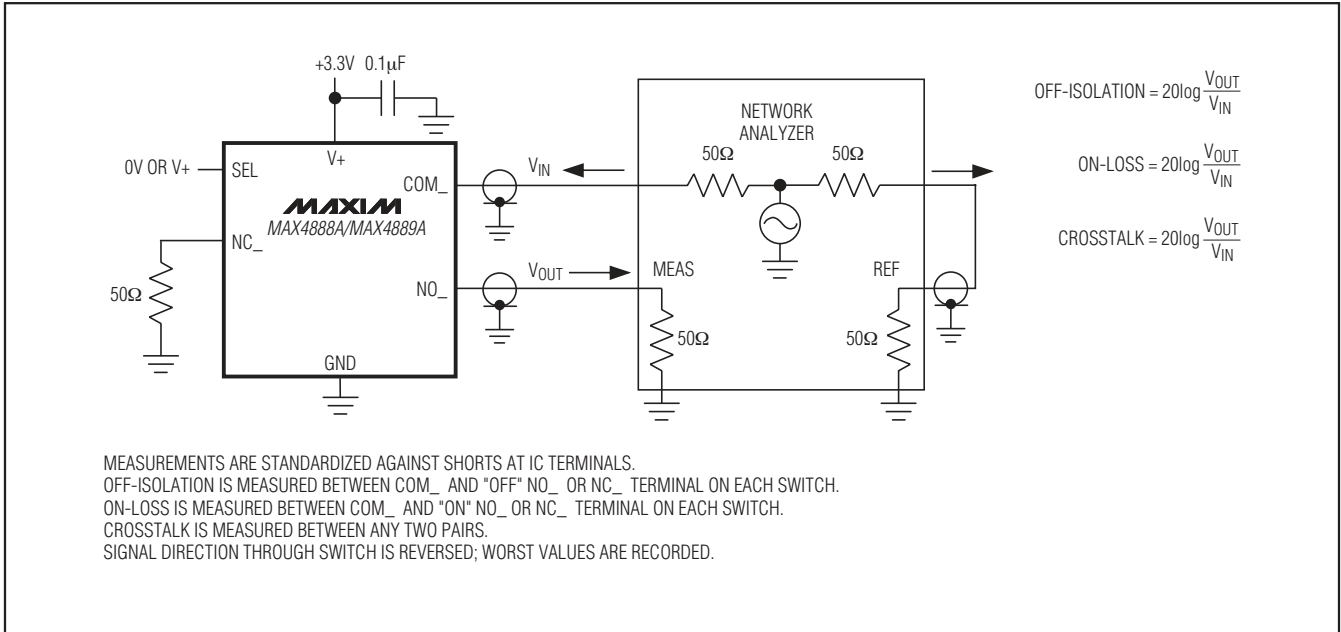 +3.3V 0.1μF
V+
0V OR V+
SEL
COM_
MAXIM
MAX4888A/MAX4889A
NC_
NO_
50Ω
GND
V_IN
V_OUT
NETWORK
ANALYZER
50Ω 50Ω
MEAS REF
50Ω 50Ω
OFF-ISOLATION = 20log V_OUT/V_IN
ON-LOSS = 20log V_OUT/V_IN
CROSSTALK = 20log V_OUT/V_IN
MEASUREMENTS ARE STANDARDIZED AGAINST SHORTS AT IC TERMINALS.
OFF-ISOLATION IS MEASURED BETWEEN COM_ AND "OFF" NO_ OR NC_ TERMINAL ON EACH SWITCH.
ON-LOSS IS MEASURED BETWEEN COM_ AND "ON" NO_ OR NC_ TERMINAL ON EACH SWITCH.
CROSSTALK IS MEASURED BETWEEN ANY TWO PAIRS.
SIGNAL DIRECTION THROUGH SWITCH IS REVERSED; WORST VALUES ARE RECORDED.